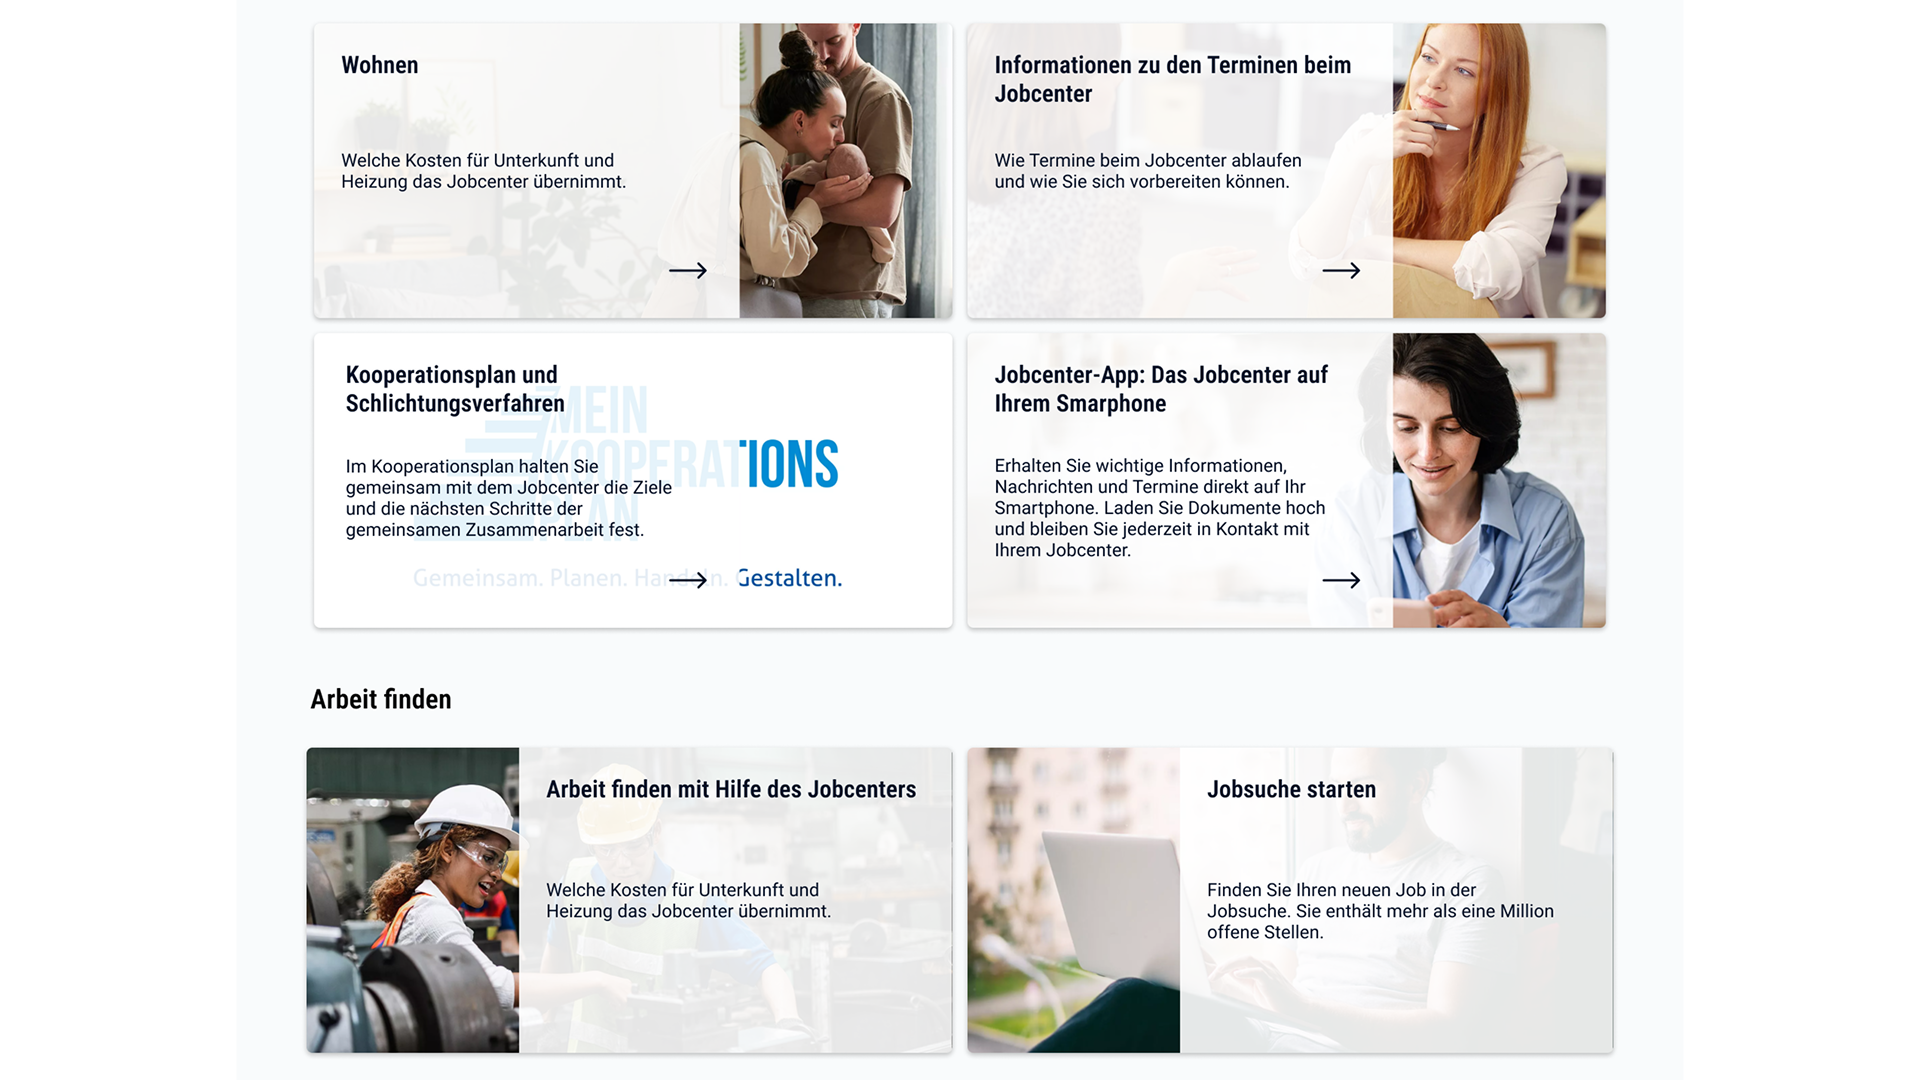 Wohnen
Welche Kosten für Unterkunft und
Heizung das Jobcenter übernimmt.
Informationen zu den Terminen beim
Jobcenter
Wie Termine beim Jobcenter ablaufen
und wie Sie sich vorbereiten können.
Kooperationsplan und
Schlichtungsverfahren
MEIN
KOOPERATIONS
PLAN
Im Kooperationsplan halten Sie
gemeinsam mit dem Jobcenter die Ziele
und die nächsten Schritte der
gemeinsamen Zusammenarbeit fest.
Gemeinsam. Planen. Handeln. Gestalten.
Jobcenter-App: Das Jobcenter auf
Ihrem Smarphone
Erhalten Sie wichtige Informationen,
Nachrichten und Termine direkt auf Ihr
Smartphone. Laden Sie Dokumente hoch
und bleiben Sie jederzeit in Kontakt mit
Ihrem Jobcenter.
Arbeit finden
Arbeit finden mit Hilfe des Jobcenters
Welche Kosten für Unterkunft und
Heizung das Jobcenter übernimmt.
Jobsuche starten
Finden Sie Ihren neuen Job in der
Jobsuche. Sie enthält mehr als eine Million
offene Stellen.